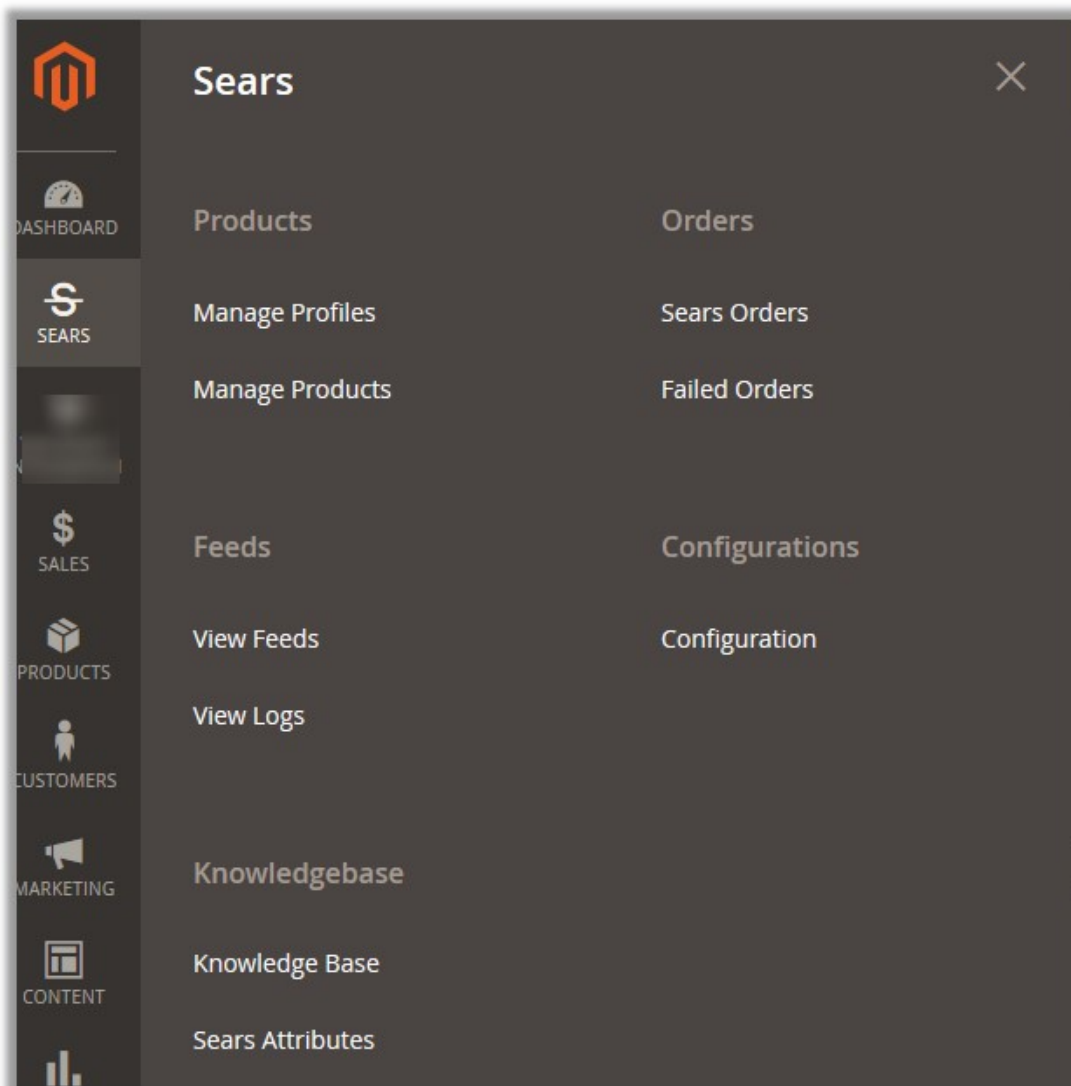 Sears
DASHBOARD
SEARS
SALES
PRODUCTS
CUSTOMERS
MARKETING
CONTENT
Products
Manage Profiles
Manage Products
Orders
Sears Orders
Failed Orders
Feeds
View Feeds
View Logs
Configurations
Configuration
Knowledgebase
Knowledge Base
Sears Attributes